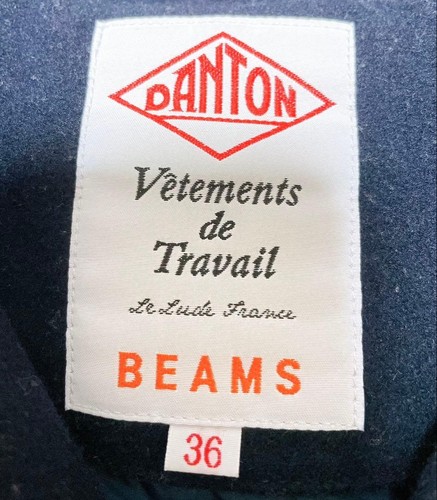 DANTON
Vêtements
de
Travail
Le Lude France
BEAMS
36